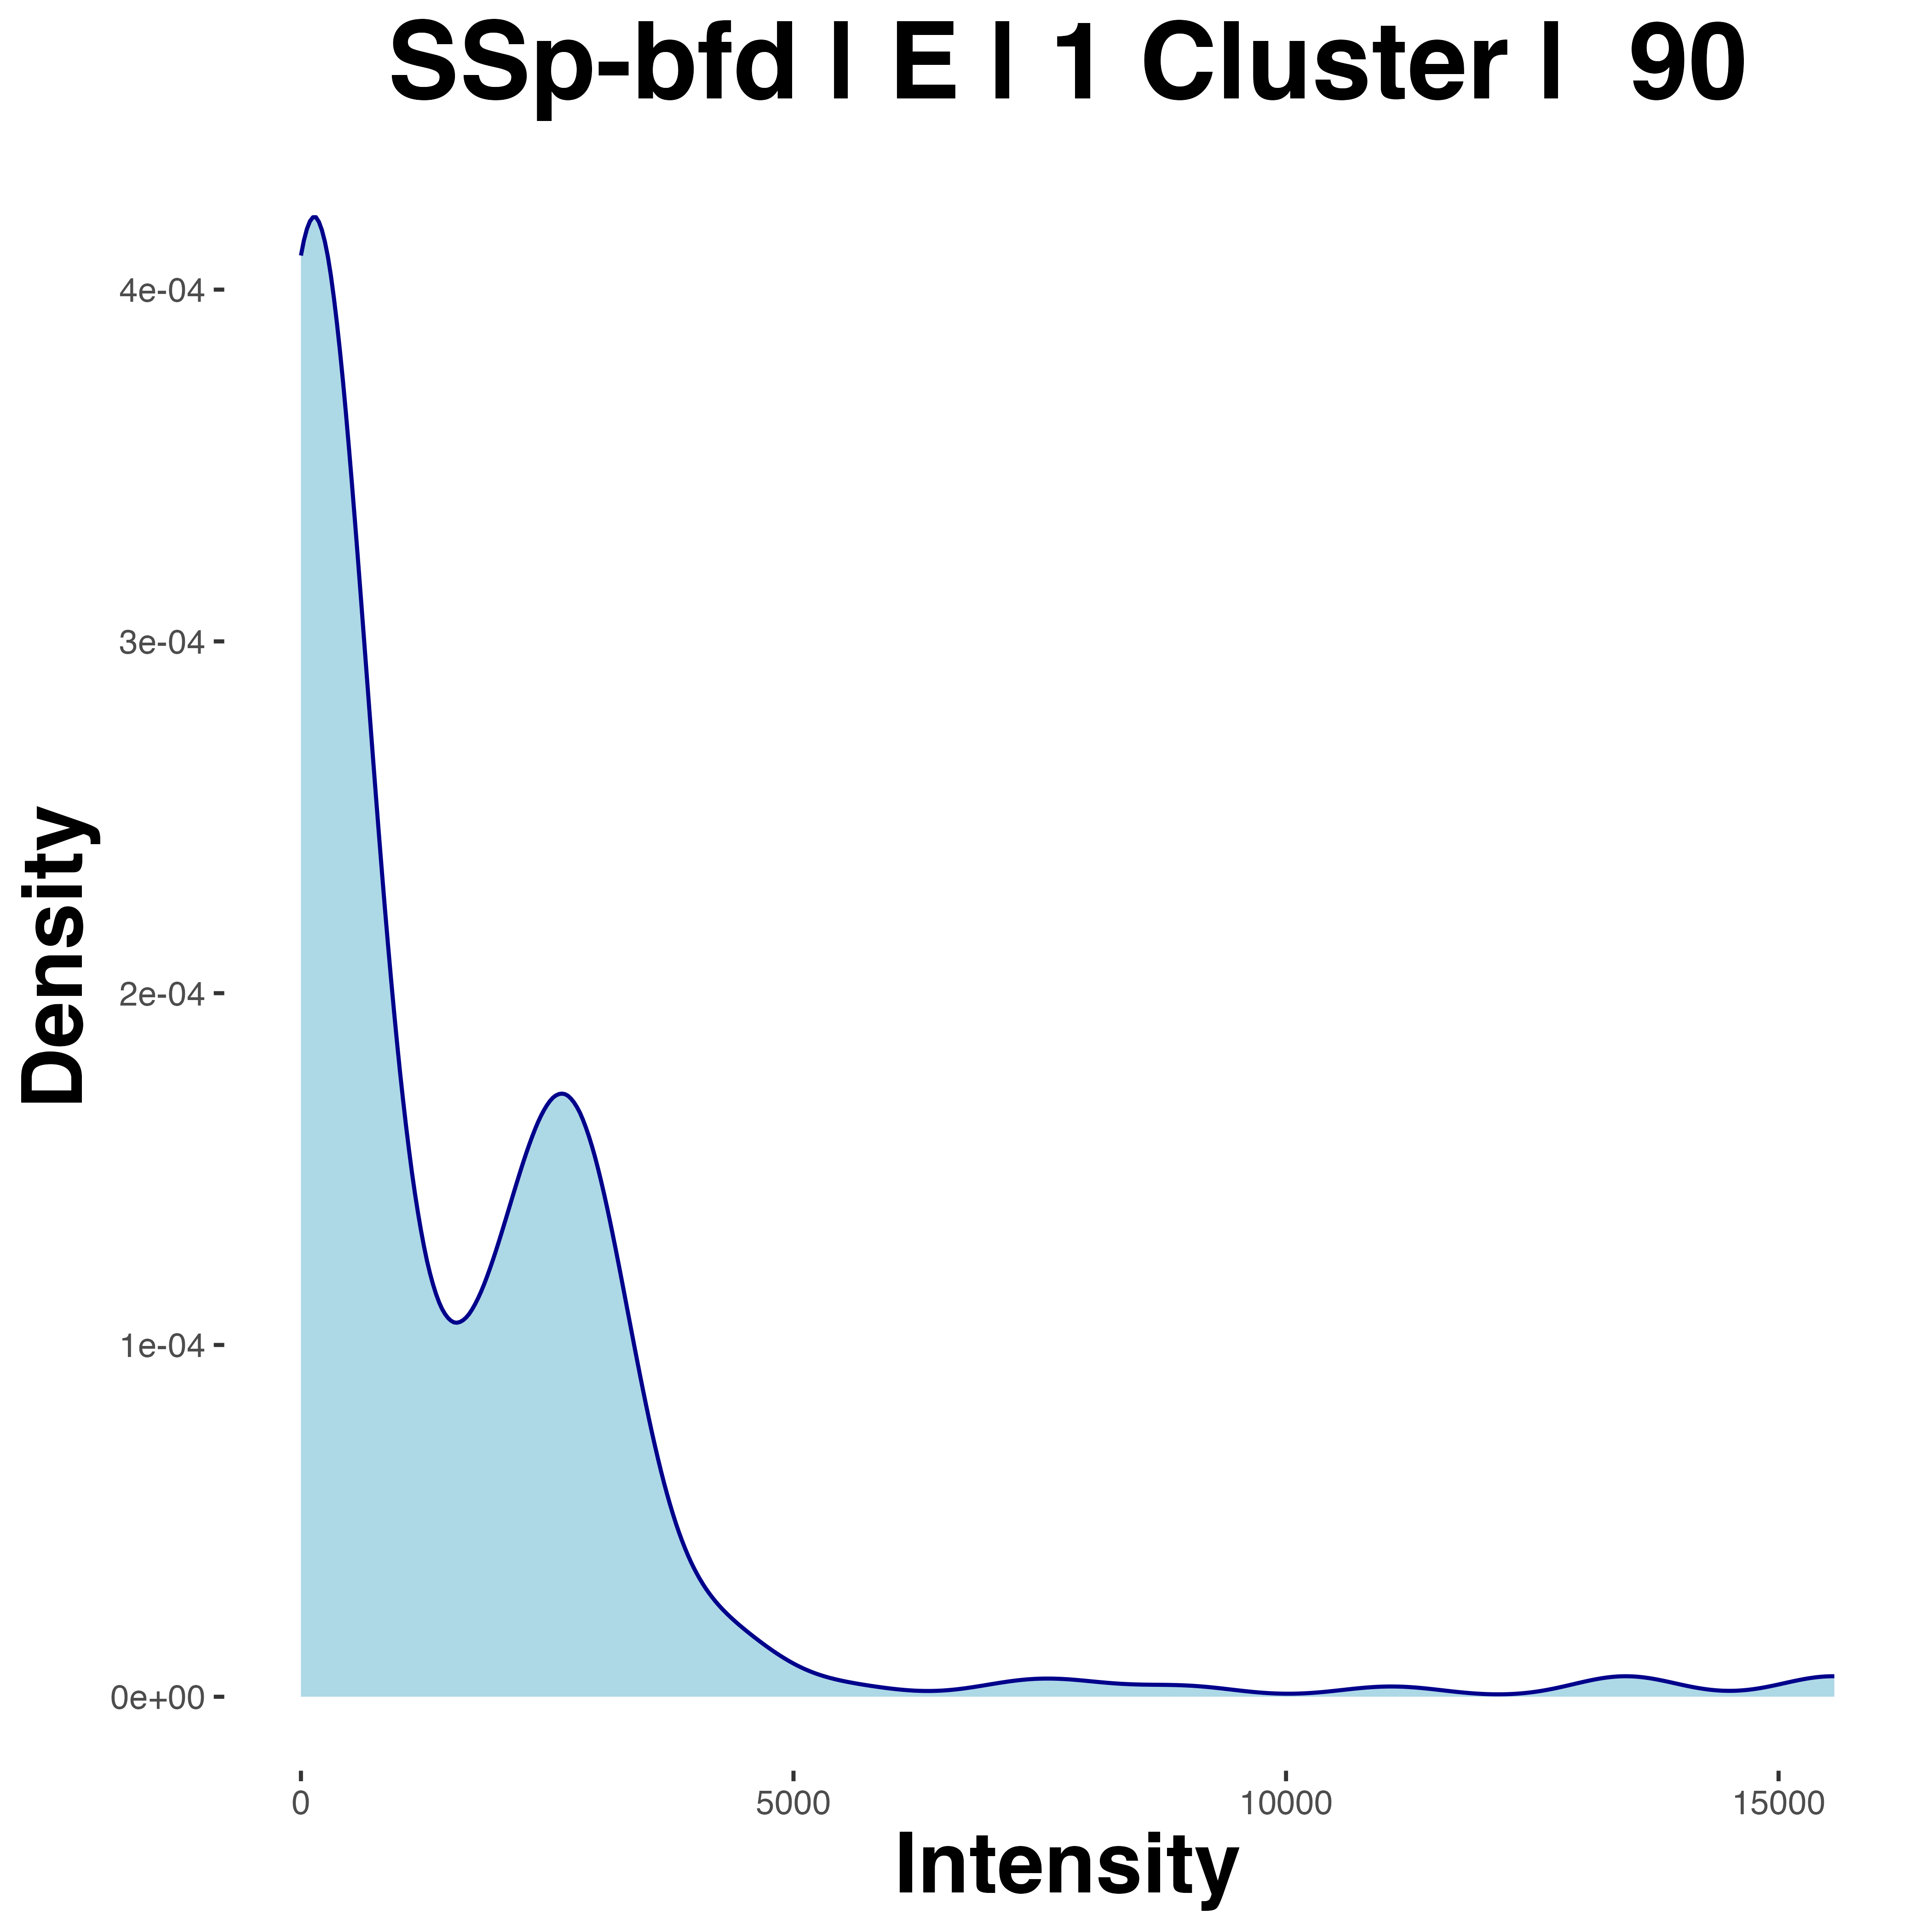 SSp-bfd | E | 1 Cluster | 90
4e-04
3e-04
2e-04
1e-04
0e+00
Density
0 5000 10000 15000
Intensity